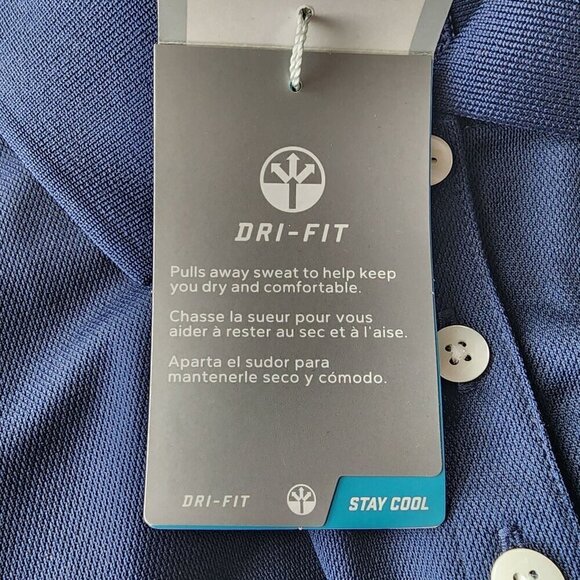 DRI-FIT
Pulls away sweat to help keep
you dry and comfortable.
Chasse la sueur pour vous
aider à rester au sec et à l'aise.
Aparta el sudor para
mantenerle seco y cómodo.
DRI-FIT
STAY COOL